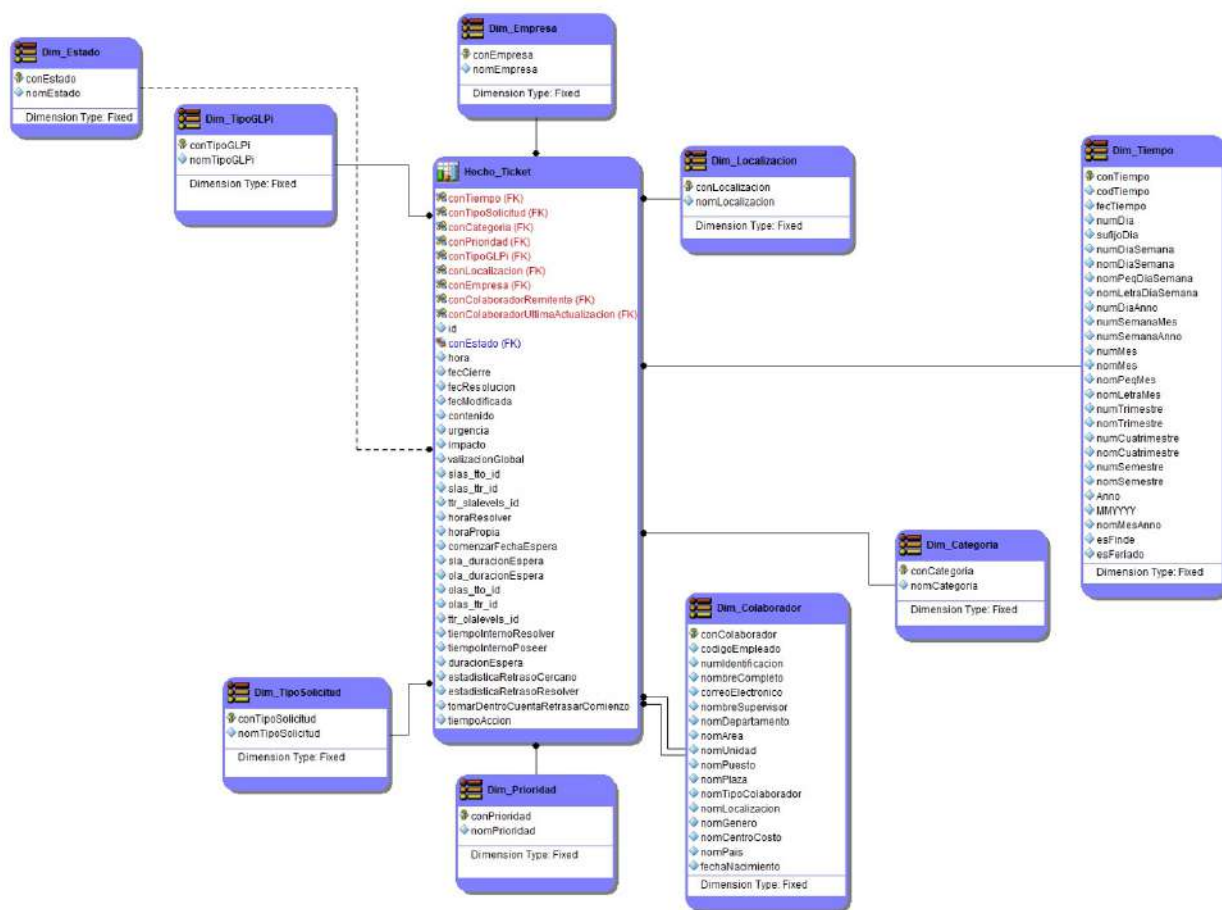 Dim_Estado
conEstado
nomEstado
Dimension Type: Fixed
Dim_Empresa
conEmpresa
nomEmpresa
Dimension Type: Fixed
Dim_TipoGLPi
conTipoGLPi
nomTipoGLPi
Dimension Type: Fixed
Hecho_Ticket
conTiempo (FK)
conTipoSolicitud (FK)
conCategoria (FK)
conPrioridad (FK)
conTipoGLPi (FK)
conLocalizacion (FK)
conEmpresa (FK)
conColaboradorRemitente (FK)
conColaboradorUltimaActualizacion (FK)
id
conEstado (FK)
hora
fecCierre
fecResolucion
fecModificada
contenido
urgencia
impacto
valizacionGlobal
slas_tto_id
slas_ttr_id
ttr_slalevels_id
horaResolver
horaPropia
comenzarFechaEspera
sla_duracionEspera
ola_duracionEspera
olas_tto_id
olas_ttr_id
ttr_olalevels_id
tiempoInternoResolver
tiempoInternoPoseer
duracionEspera
estadisticaRetrasoCercano
estadisticaRetrasoResolver
tomarDentroCuentaRetrasarComienzo
tiempoAccion
Dim_Localizacion
conLocalizacion
nomLocalizacion
Dimension Type: Fixed
Dim_Tiempo
conTiempo
codTiempo
fecTiempo
numDia
sufijoDia
numDiaSemana
nomDiaSemana
nomPeqDiaSemana
nomLetraDiaSemana
numDiaAnno
numSemanaMes
numSemanaAnno
numMes
nomMes
nomPeqMes
nomLetraMes
numTrimestre
nomTrimestre
numCuatrimestre
nomCuatrimestre
numSemestre
nomSemestre
Anno
MMYYYY
nomMesAnno
esFinde
esFeriado
Dimension Type: Fixed
Dim_Categoria
conCategoria
nomCategoria
Dimension Type: Fixed
Dim_Colaborador
conColaborador
codigoEmpleado
numIdentificacion
nombreCompleto
correoElectronico
nombreSupervisor
nomDepartamento
nomArea
nomUnidad
nomPuesto
nomPlaza
nomTipoColaborador
nomLocalizacion
nomGenero
nomCentroCosto
nomPais
fechaNacimiento
Dimension Type: Fixed
Dim_TipoSolicitud
conTipoSolicitud
nomTipoSolicitud
Dimension Type: Fixed
Dim_Prioridad
conPrioridad
nomPrioridad
Dimension Type: Fixed